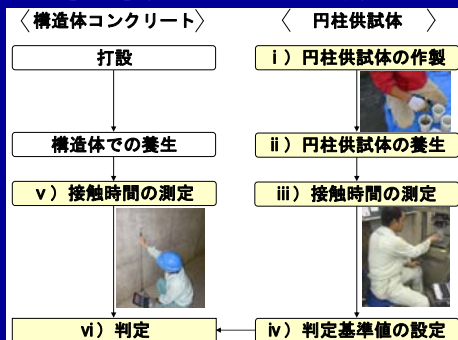 〈構造体コンクリート〉
〈 円柱供試体 〉
打設
ⅰ）円柱供試体の作製
構造体での養生
ⅱ）円柱供試体の養生
ⅴ）接触時間の測定
ⅲ）接触時間の測定
ⅵ）判定
ⅳ）判定基準値の設定